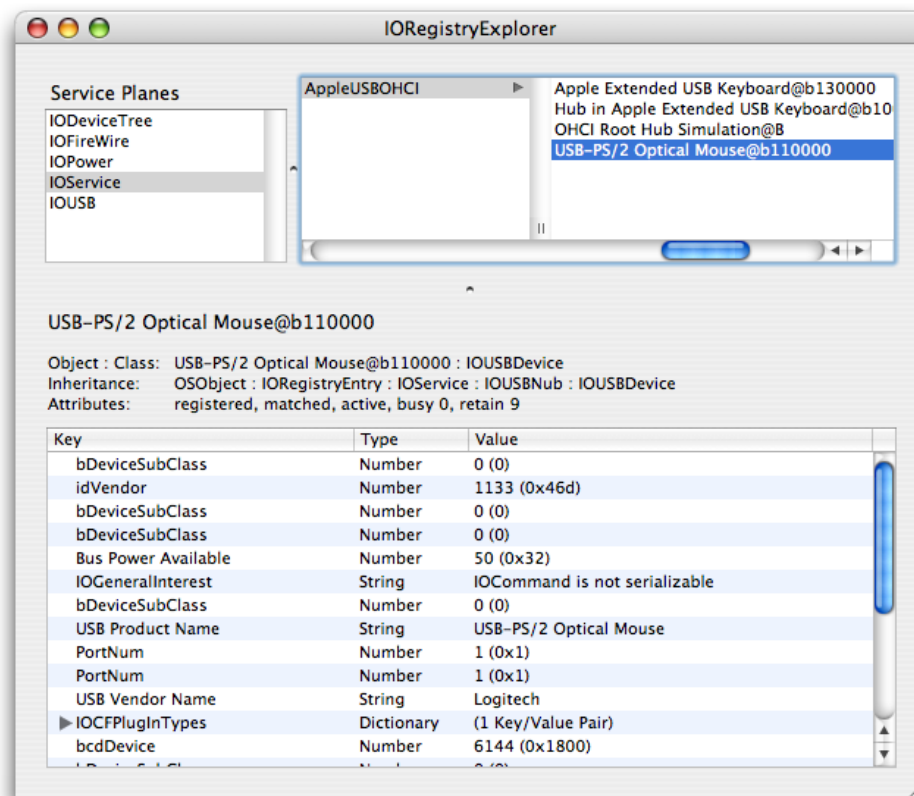 IORegistryExplorer
Service Planes
IODeviceTree
IOFireWire
IOPower
IOService
IOUSB
AppleUSBOHCI
Apple Extended USB Keyboard@b130000
Hub in Apple Extended USB Keyboard@b10
OHCI Root Hub Simulation@B
USB-PS/2 Optical Mouse@b110000
USB-PS/2 Optical Mouse@b110000
Object : Class: USB-PS/2 Optical Mouse@b110000 : IOUSBDevice
Inheritance: OSObject : IORegistryEntry : IOService : IOUSBNub : IOUSBDevice
Attributes: registered, matched, active, busy 0, retain 9
Key Type Value
bDeviceSubClass Number 0 (0)
idVendor Number 1133 (0x46d)
bDeviceSubClass Number 0 (0)
bDeviceSubClass Number 0 (0)
Bus Power Available Number 50 (0x32)
IOGeneralInterest String IOCommand is not serializable
bDeviceSubClass Number 0 (0)
USB Product Name String USB-PS/2 Optical Mouse
PortNum Number 1 (0x1)
PortNum Number 1 (0x1)
USB Vendor Name String Logitech
IOCFPlugInTypes Dictionary (1 Key/Value Pair)
bcdDevice Number 6144 (0x1800)